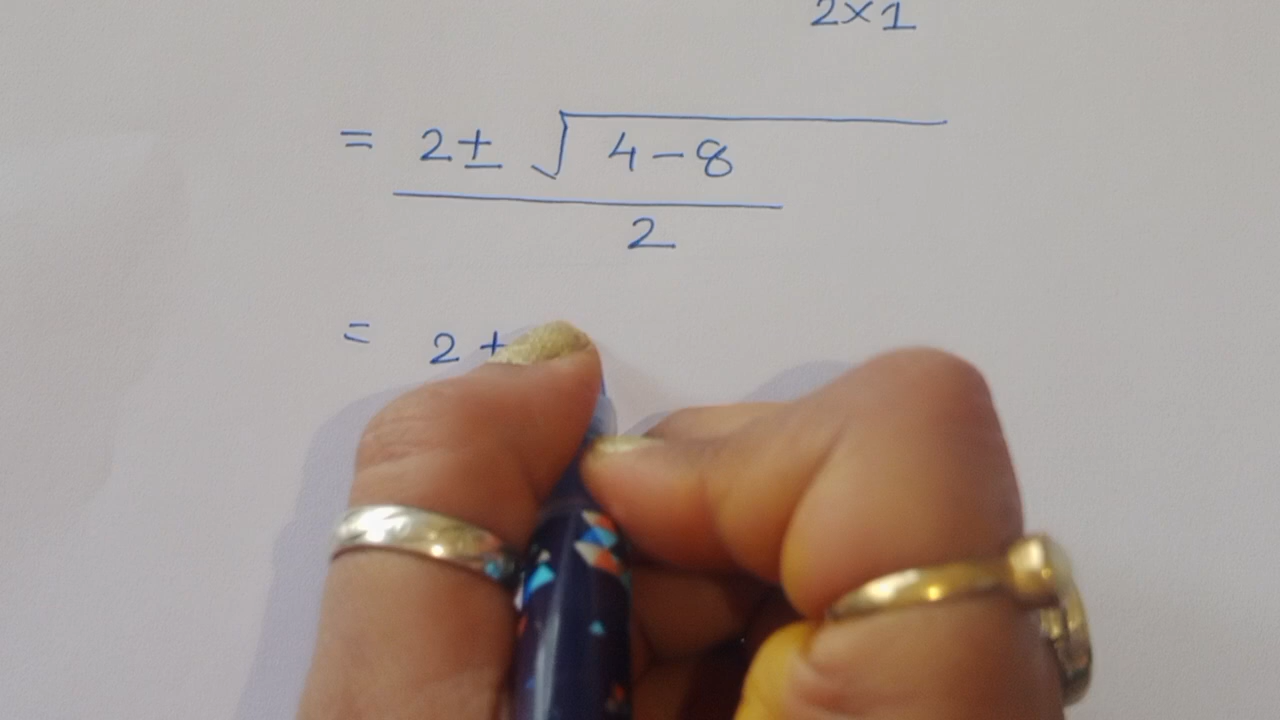 2×1
= 2± √4-8
2
= 2 +